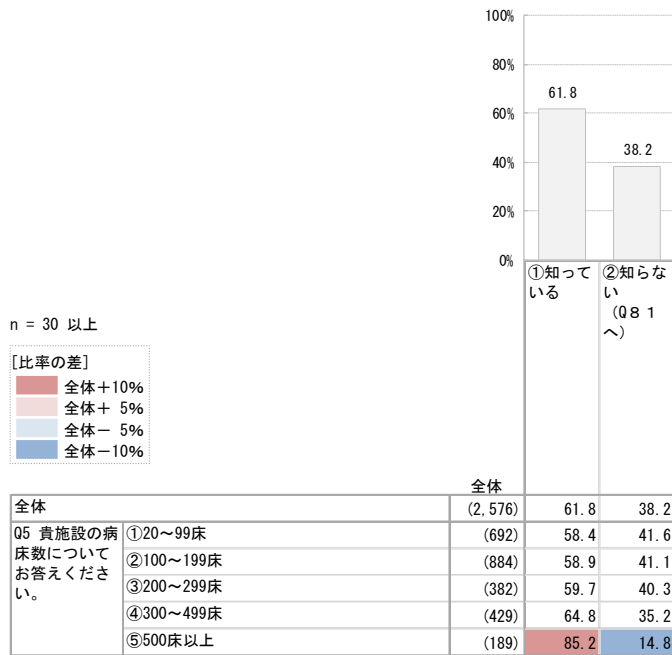 100%
80%
60%
40%
20%
0%
61.8
38.2
①知って
いる
②知らな
い
（Q８１
へ）
n = 30 以上
[比率の差]
全体＋10%
全体＋ 5%
全体－ 5%
全体－10%
全体
全体 (2,576) 61.8 38.2
Q5 貴施設の病
床数について
お答えくださ
い。
①20～99床 (692) 58.4 41.6
②100～199床 (884) 58.9 41.1
③200～299床 (382) 59.7 40.3
④300～499床 (429) 64.8 35.2
⑤500床以上 (189) 85.2 14.8